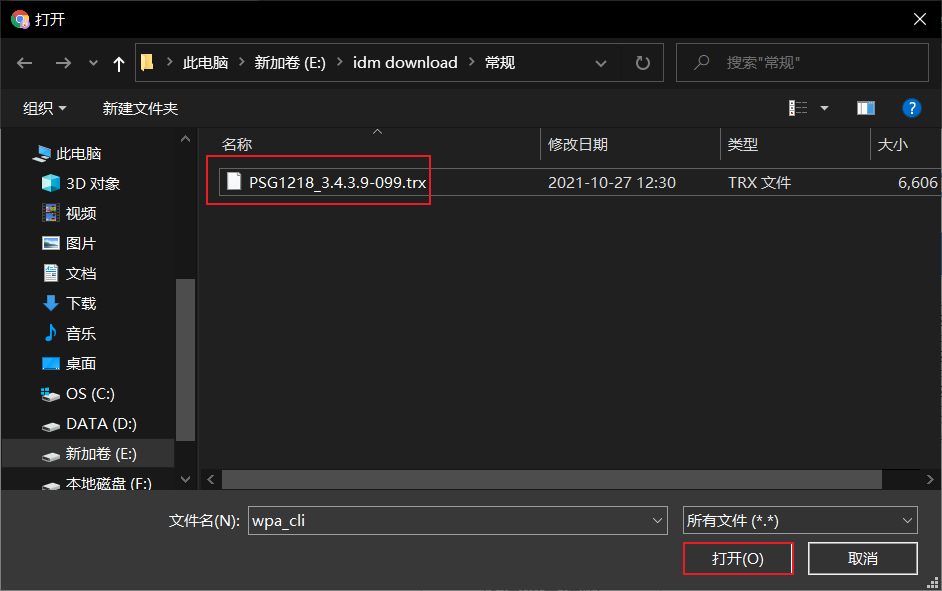 打开
此电脑 > 新加卷 (E:) > idm download > 常规
搜索"常规"
组织 新建文件夹
名称 修改日期 类型 大小
PSG1218_3.4.3.9-099.trx 2021-10-27 12:30 TRX 文件 6,606
此电脑
3D 对象
视频
图片
文档
下载
音乐
桌面
OS (C:)
DATA (D:)
新加卷 (E:)
本地磁盘 (F:)
文件名(N): wpa_cli 所有文件 (*.*)
打开(O) 取消